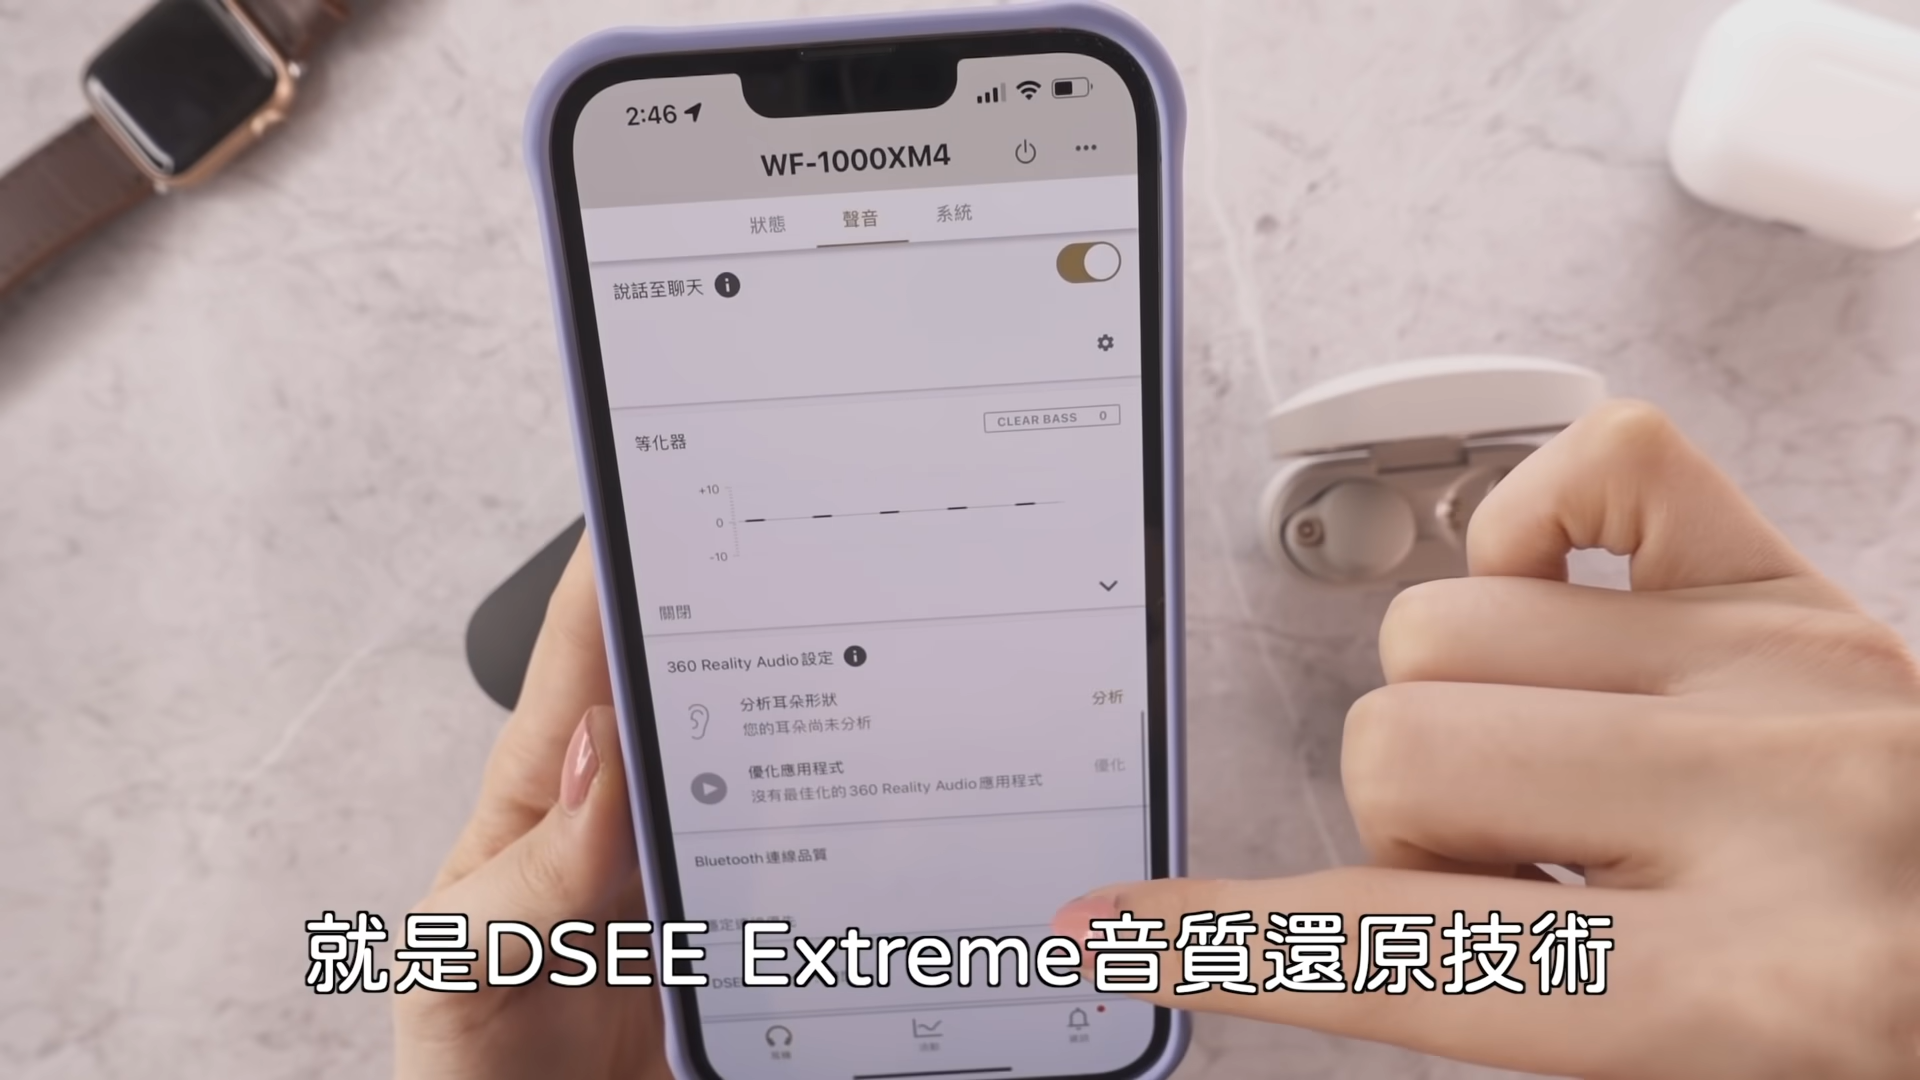 2:46
WF-1000XM4
狀態 聲音 系統
說話至聊天
CLEAR BASS 0
等化器
+10
0
-10
關閉
360 Reality Audio設定
分析耳朵形狀 分析
您的耳朵尚未分析
優化應用程式 優化
沒有最佳化的360 Reality Audio應用程式
Bluetooth連線品質
就是DSEE Extreme音質還原技術
DSEE